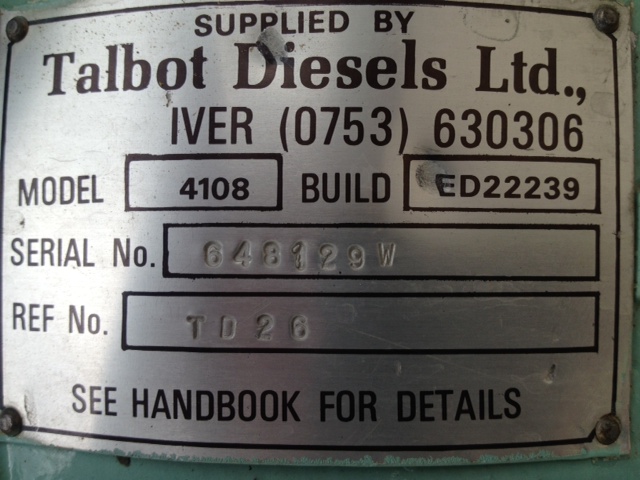 SUPPLIED BY
Talbot Diesels Ltd.,
IVER (0753) 630306
MODEL 4108 BUILD ED22239
SERIAL No. 648129W
REF No. TD26
SEE HANDBOOK FOR DETAILS